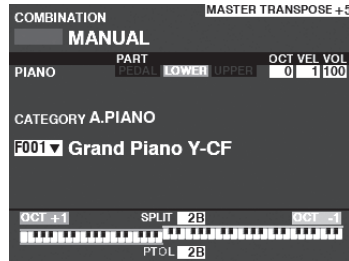 COMBINATION MASTER TRANSPOSE +5
MANUAL
PART OCT VEL VOL
PIANO PEDAL LOWER UPPER 0 1 100
CATEGORY A.PIANO
F001 ▼ Grand Piano Y-CF
OCT +1 SPLIT 2B OCT -1
PTOL 2B